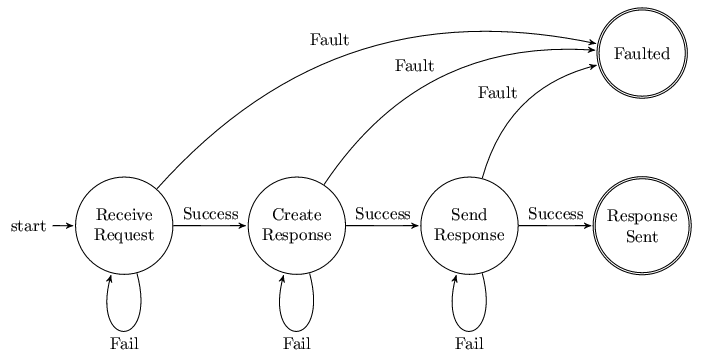 Fault
Fault
Faulted
Fault
start
Receive
Request
Success
Create
Response
Success
Send
Response
Success
Response
Sent
Fail
Fail
Fail